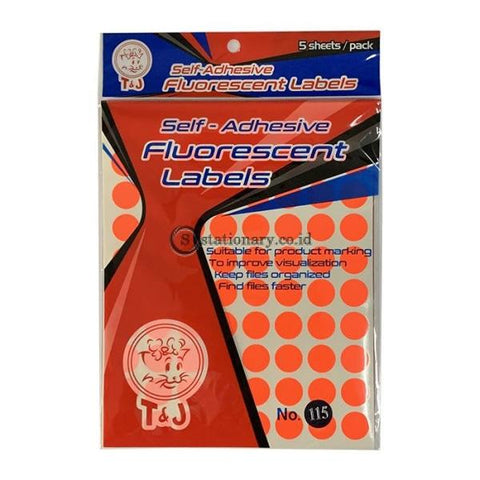 5 sheets/pack
T&J
Self-Adhesive
Fluorescent Labels
Self - Adhesive
Fluorescent
Labels
Systationary.co.id
Suitable for product marking
To improve visualization
Keep files organized
Find files faster
T&J
No. 115